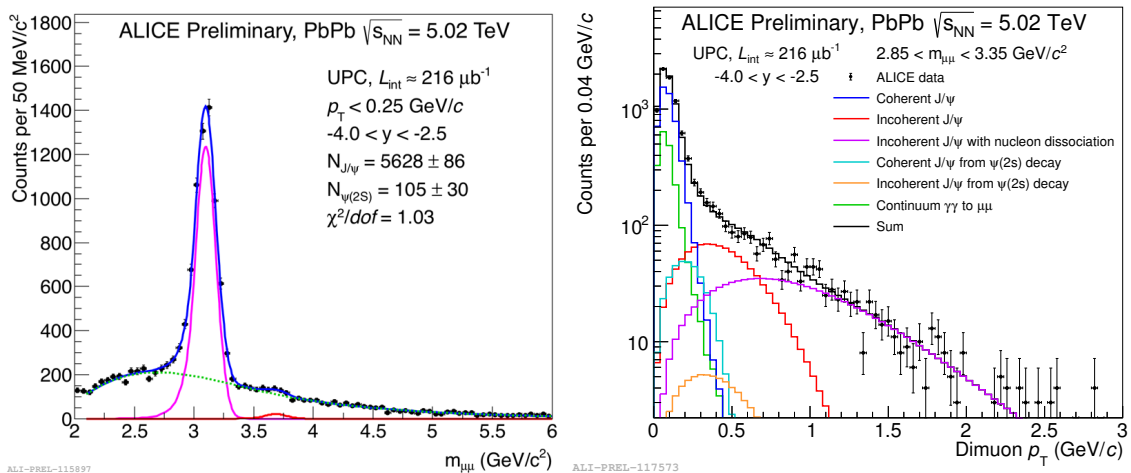 ALICE Preliminary, PbPb √sNN = 5.02 TeV
UPC, Lint ≈ 216 μb-1
pT < 0.25 GeV/c
-4.0 < y < -2.5
NJ/ψ = 5628 ± 86
Nψ(2S) = 105 ± 30
χ2/dof = 1.03
Counts per 50 MeV/c2
1800
1600
1400
1200
1000
800
600
400
200
0
2 2.5 3 3.5 4 4.5 5 5.5 6
mμμ (GeV/c2)
ALI-PREL-115897
ALICE Preliminary, PbPb √sNN = 5.02 TeV
UPC, Lint ≈ 216 μb-1
-4.0 < y < -2.5
2.85 < mμμ < 3.35 GeV/c2
ALICE data
Coherent J/ψ
Incoherent J/ψ
Incoherent J/ψ with nucleon dissociation
Coherent J/ψ from ψ(2s) decay
Incoherent J/ψ from ψ(2s) decay
Continuum γγ to μμ
Sum
Counts per 0.04 GeV/c
103
102
10
0 0.5 1 1.5 2 2.5 3
Dimuon pT (GeV/c)
ALI-PREL-117573